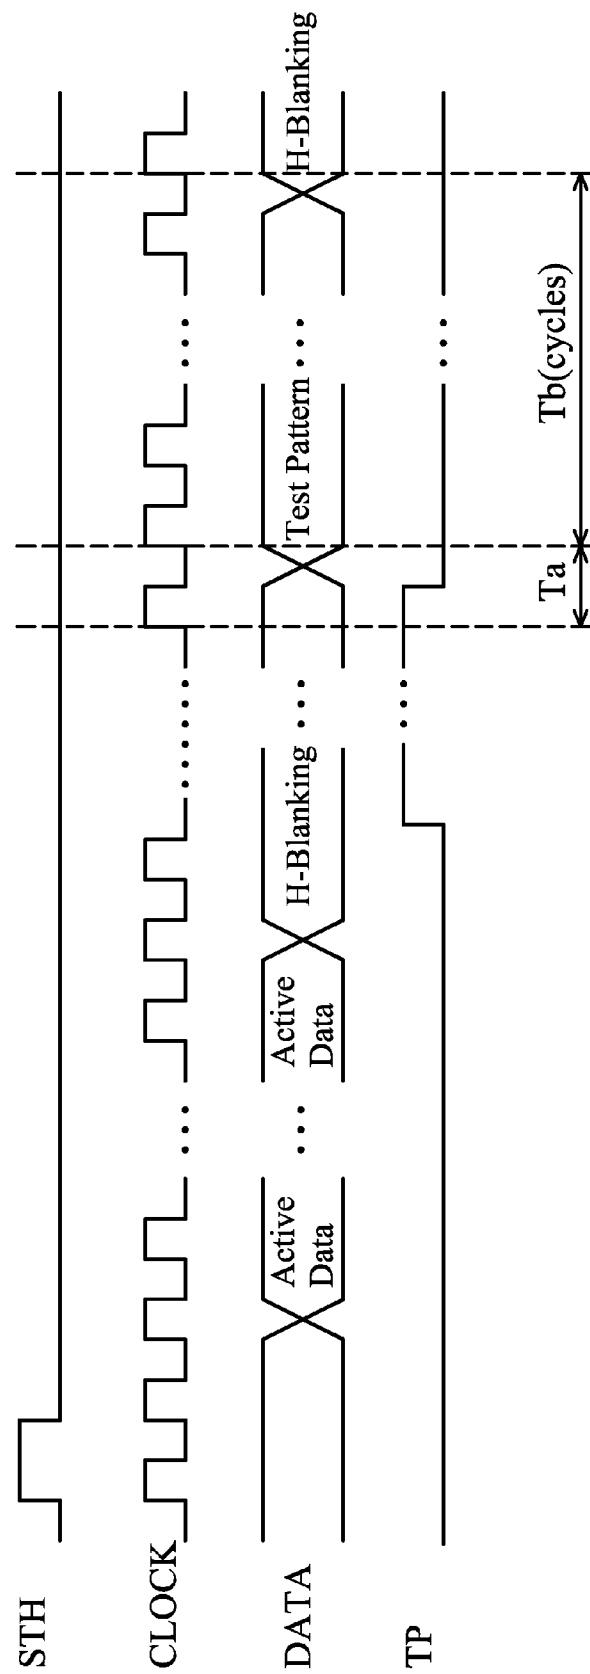 STH
CLOCK
DATA
Active
Data
Active
Data
H-Blanking
Test Pattern
H-Blanking
TP
Ta
Tb(cycles)